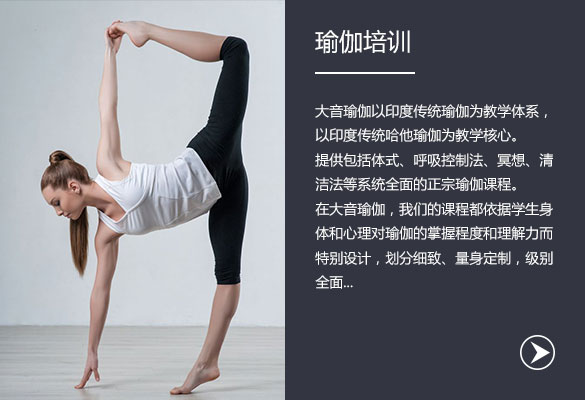 瑜伽培训
大音瑜伽以印度传统瑜伽为教学体系，
以印度传统哈他瑜伽为教学核心。
提供包括体式、呼吸控制法、冥想、清
洁法等系统全面的正宗瑜伽课程。
在大音瑜伽，我们的课程都依据学生身
体和心理对瑜伽的掌握程度和理解力而
特别设计，划分细致、量身定制，级别
全面...